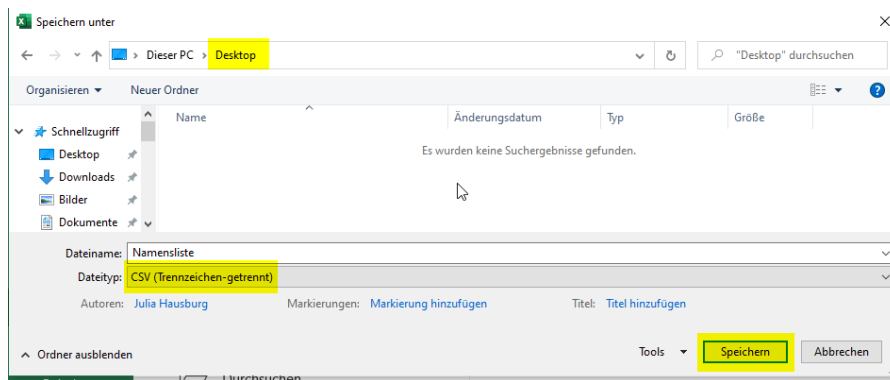 Speichern unter
Dieser PC > Desktop
"Desktop" durchsuchen
Organisieren
Neuer Ordner
Name Änderungsdatum Typ Größe
Schnellzugriff
Es wurden keine Suchergebnisse gefunden.
Desktop
Downloads
Bilder
Dokumente
Dateiname: Namensliste
Dateityp: CSV (Trennzeichen-getrennt)
Autoren: Julia Hausburg Markierungen: Markierung hinzufügen Titel: Titel hinzufügen
Ordner ausblenden Tools Speichern Abbrechen
Durchsuchen